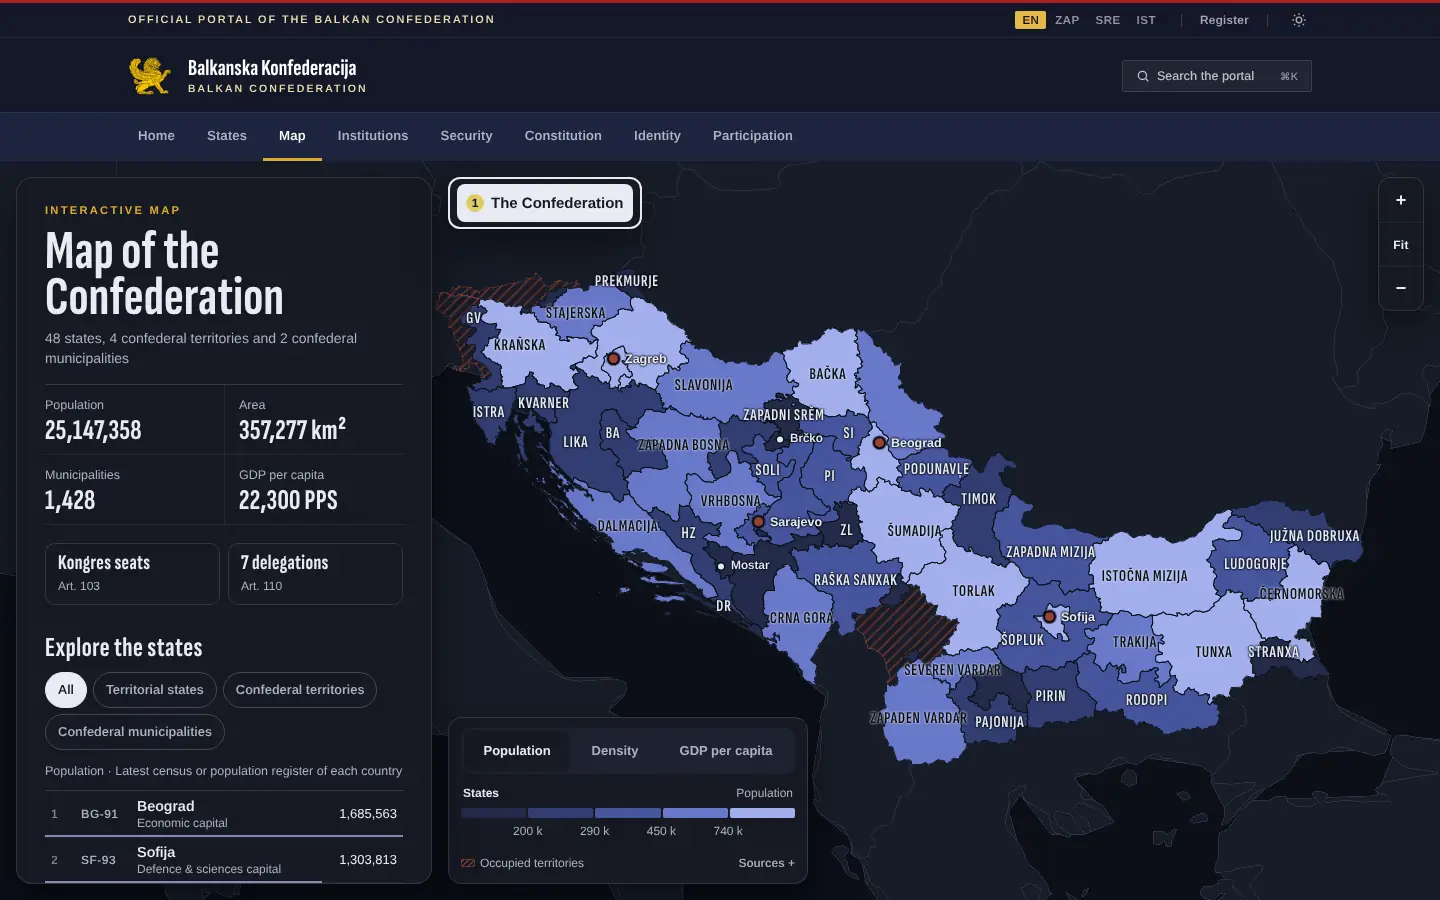 OFFICIAL PORTAL OF THE BALKAN CONFEDERATION
EN ZAP SRE IST Register
Balkanska Konfederacija
BALKAN CONFEDERATION
Search the portal ⌘K
Home States Map Institutions Security Constitution Identity Participation
INTERACTIVE MAP
Map of the
Confederation
48 states, 4 confederal territories and 2 confederal
municipalities
Population
25,147,358
Area
357,277 km²
Municipalities
1,428
GDP per capita
22,300 PPS
Kongres seats
Art. 103
7 delegations
Art. 110
Explore the states
All Territorial states Confederal territories
Confederal municipalities
Population · Latest census or population register of each country
1 BG-91 Beograd 1,685,563
Economic capital
2 SF-93 Sofija 1,303,813
Defence & sciences capital
1 The Confederation
+
Fit
−
PREKMURJE
GV
ŠTAJERSKA
KRAŇSKA
Zagreb
BAČKA
SLAVONIJA
ISTRA
KVARNER
ZAPADNI SRĚM
LIKA
BA
ZAPADNA BOSNA
Brčko
SI
Beograd
SOLI
PI
PODUNAVLE
VRHBOSNA
TIMOK
DALMACIJA
HZ
Sarajevo
ZL
ŠUMADIJA
JUŽNA DOBRUXA
ZAPADNA MIZIJA
Mostar
RAŠKA SANXAK
ISTOČNA MIZIJA
LUDOGORJE
TORLAK
ČERNOMORSKA
DR
CRNA GORA
Sofija
ŠOPLUK
TRAKIJA
TUNXA
STRANXA
SĚVEREN VARDAR
PIRIN
RODOPI
ZAPADEN VARDAR
PAJONIJA
Population Density GDP per capita
States Population
200 k 290 k 450 k 740 k
Occupied territories Sources +